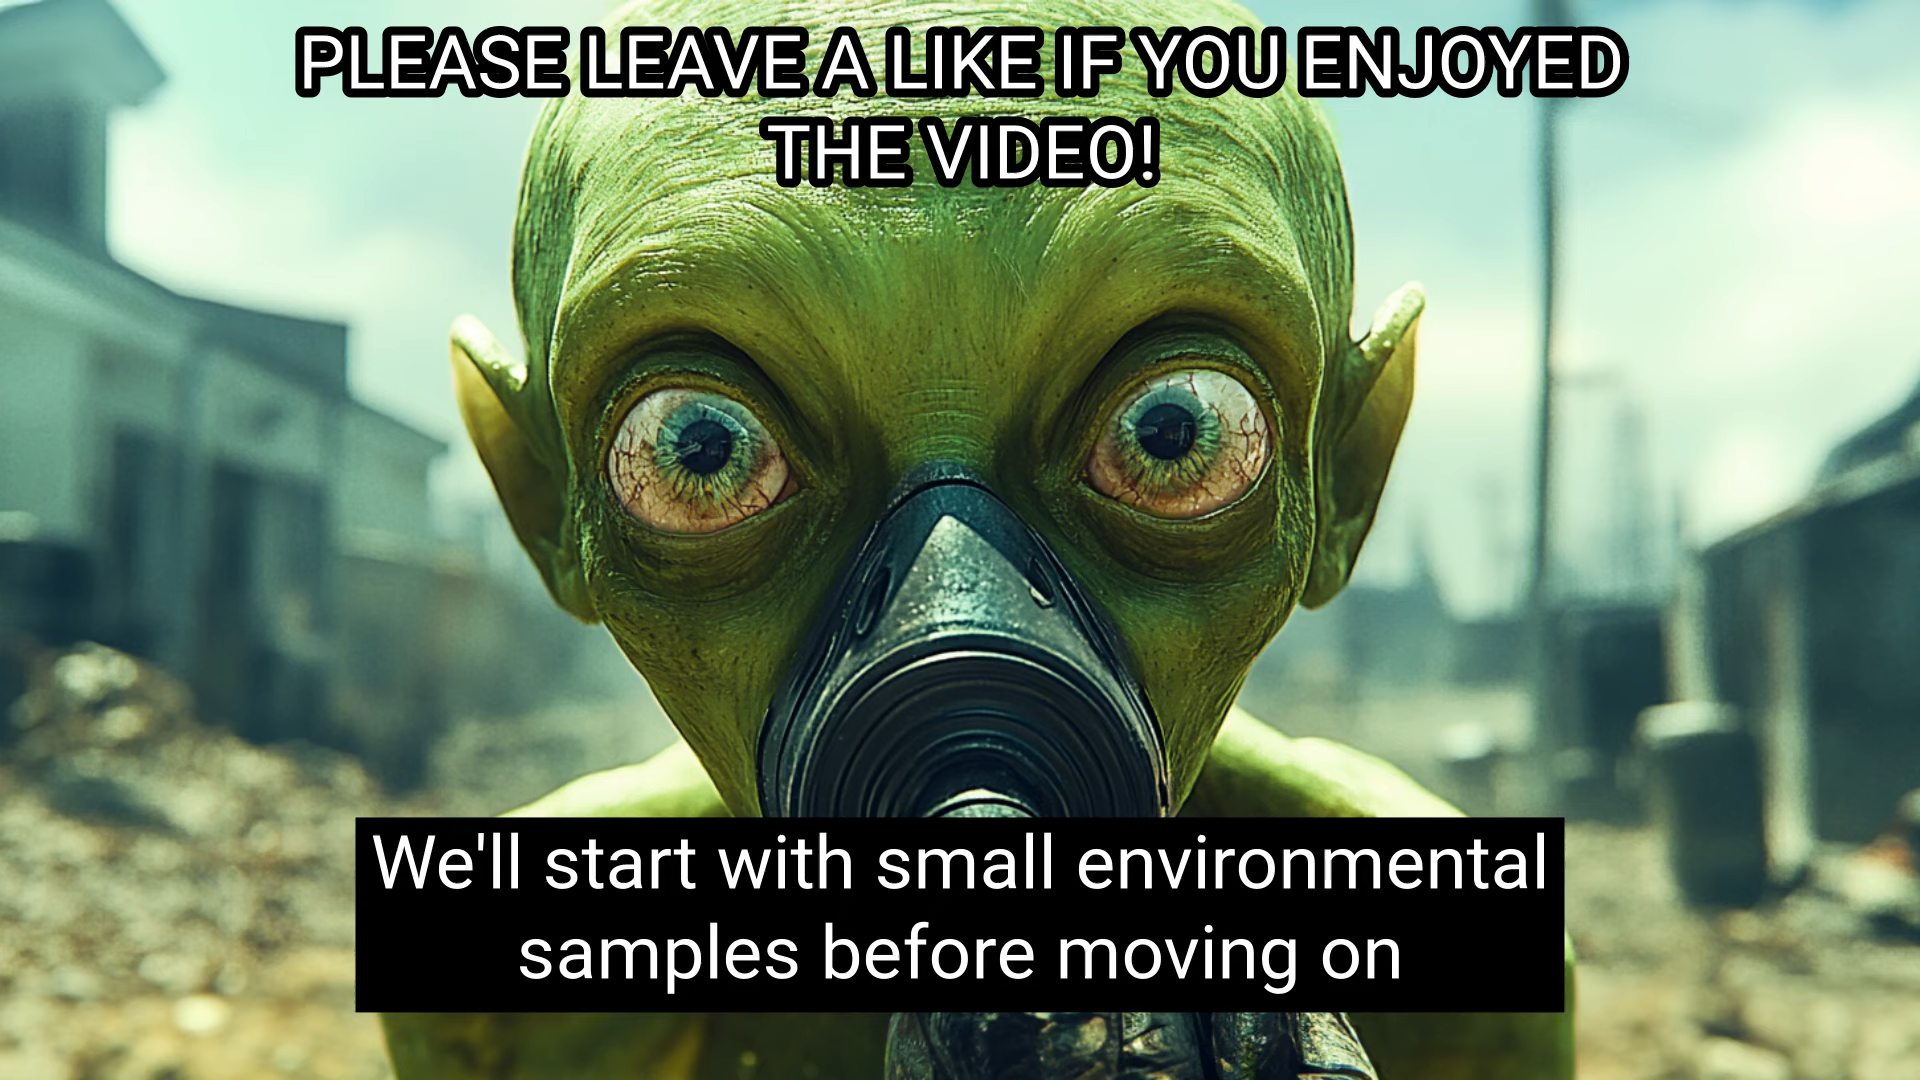 PLEASE LEAVE A LIKE IF YOU ENJOYED
THE VIDEO!
We'll start with small environmental
samples before moving on